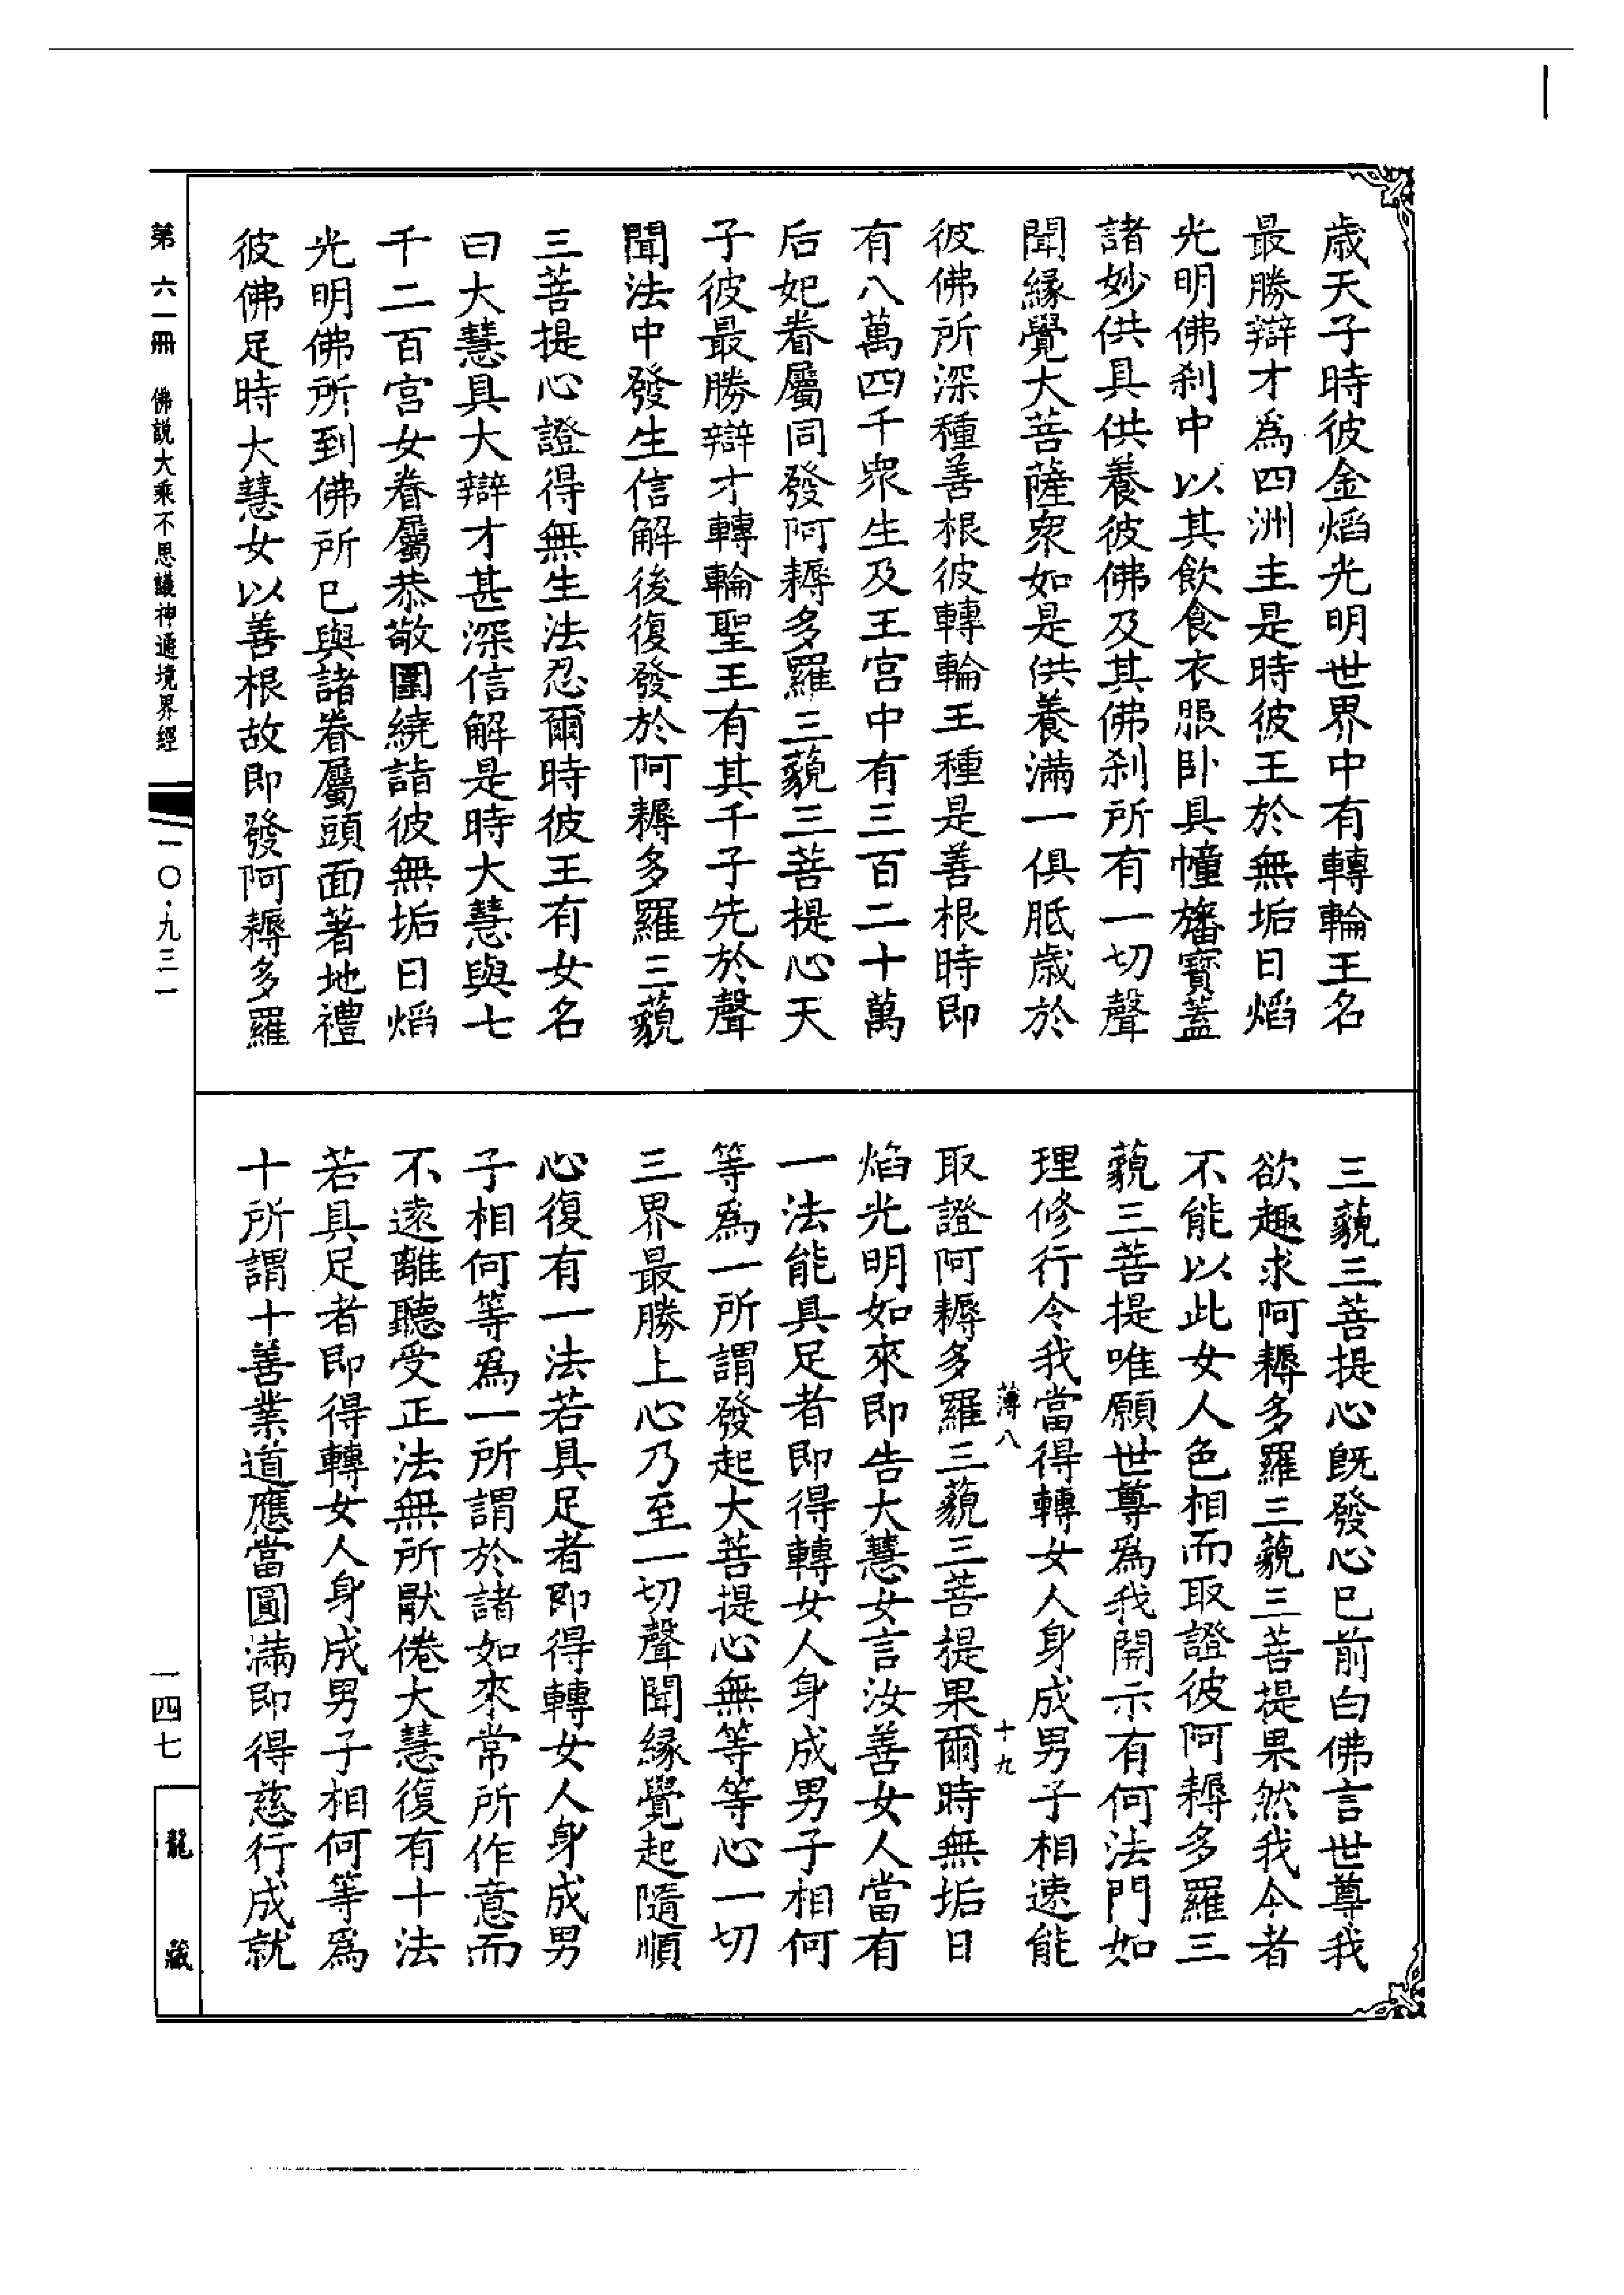 歳天子時彼金焰光明世界中有轉輪王名
最勝辯才爲四洲主是時彼王於無垢日焰
光明佛刹中以其飲食衣服卧具幢旛寳蓋
諸妙供具供養彼佛及其佛刹所有一切聲
聞緣覺大菩薩衆如是供養滿一俱胝歳於
彼佛所深種善根彼轉輪王種是善根時即
有八萬四千衆生及王宫中有三百二十萬
后妃眷屬同發阿耨多羅三藐三菩提心天
子彼最勝辯才轉輪聖王有其千子先於聲
聞法中發生信解後復發於阿耨多羅三藐
三菩提心證得無生法忍爾時彼王有女名
曰大慧具大辯才甚深信解是時大慧與七
千二百宫女眷屬恭敬圍繞詣彼無垢日焰
光明佛所到佛所已與諸眷屬頭面著地禮
彼佛足時大慧女以善根故即發阿耨多羅
三藐三菩提心旣發心已前白佛言世尊我
欲趣求阿耨多羅三藐三菩提果然我今者
不能以此女人色相而取證彼阿耨多羅三
藐三菩提唯願世尊爲我開示有何法門如
理修行令我當得轉女人身成男子相速能
薄八
十九
取證阿耨多羅三藐三菩提果爾時無垢日
焰光明如來即告大慧女言汝善女人當有
一法能具足者即得轉女人身成男子相何
等爲一所謂發起大菩提心無等等心一切
三界最勝上心乃至一切聲聞緣覺起隨順
心復有一法若具足者即得轉女人身成男
子相何等爲一所謂於諸如來常所作意而
不遠離聽受正法無所厭倦大慧復有十法
若具足者即得轉女人身成男子相何等爲
十所謂十善業道應當圓滿即得慈行成就
第六一冊　佛説大乘不思議神通境界經
一〇·九三一
一四七
龍藏